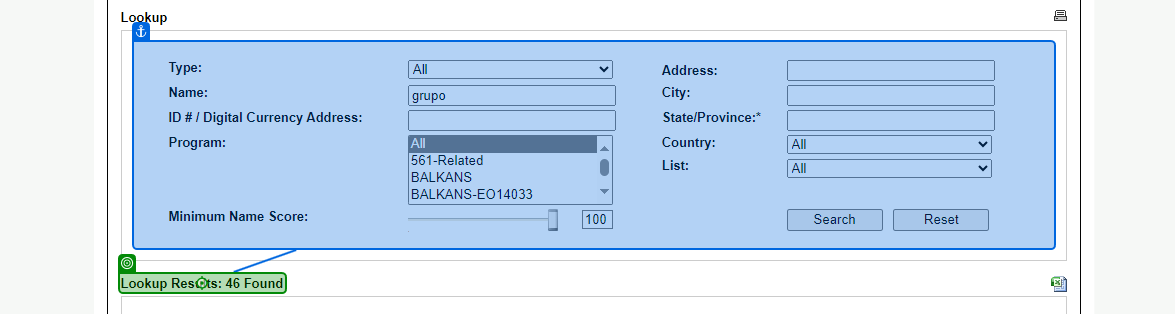 Lookup
Type: All
Name: grupo
ID # / Digital Currency Address:
Program: All
561-Related
BALKANS
BALKANS-EO14033
Minimum Name Score: 100
Address:
City:
State/Province:*
Country: All
List: All
Search Reset
Lookup Results: 46 Found